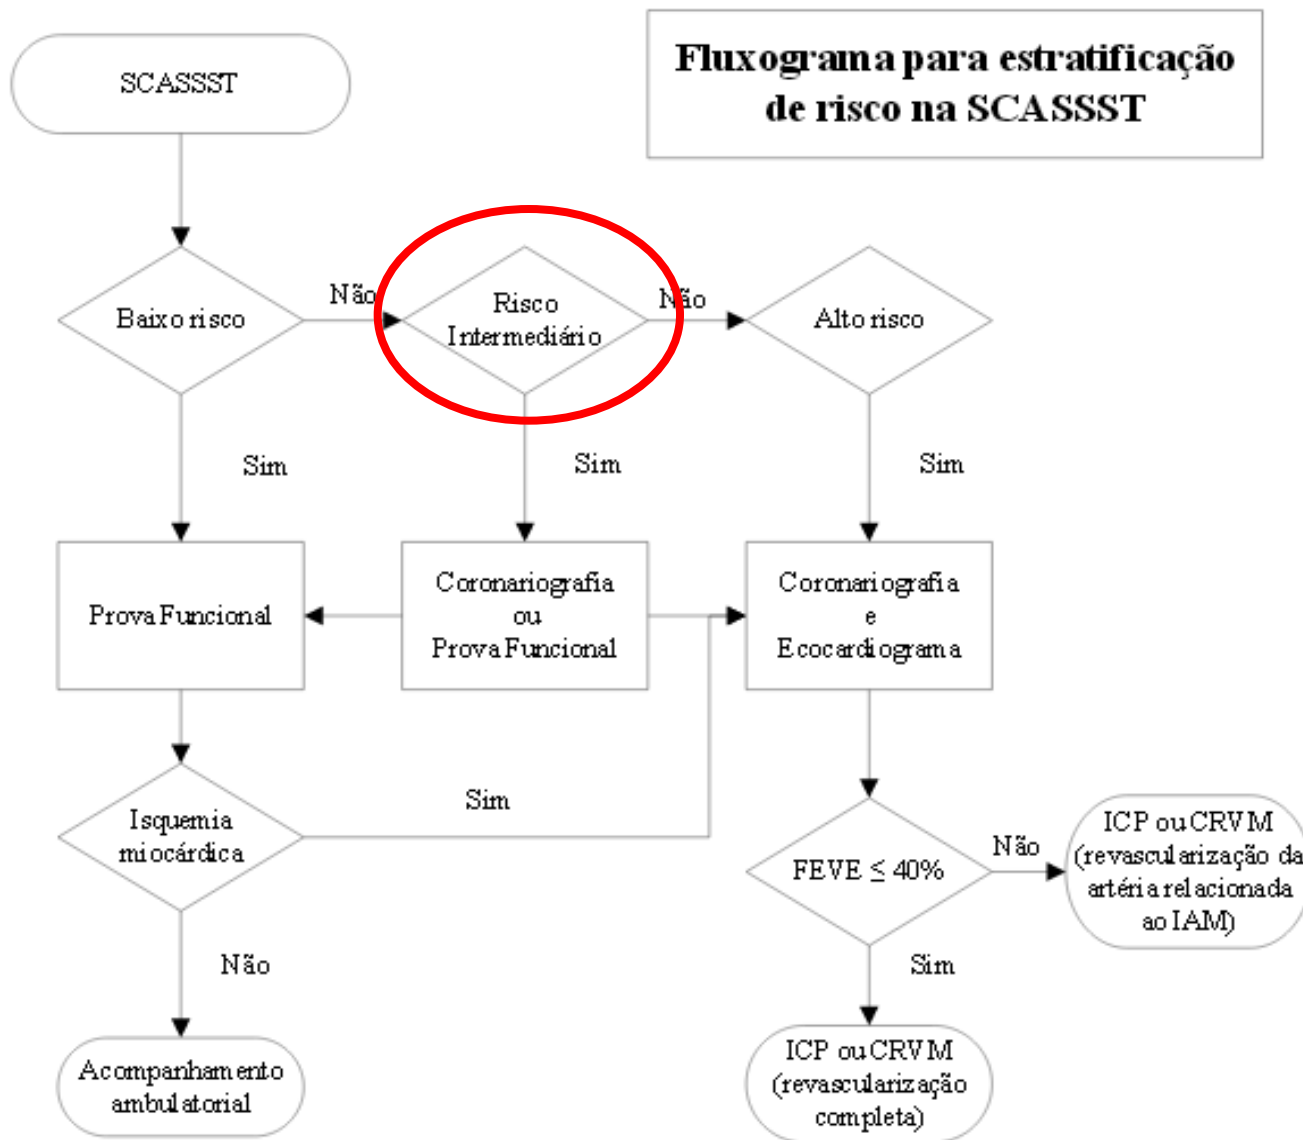 SCASSST
Fluxograma para estratificação
de risco na SCASSST
Baixo risco
Não
Risco
Intermediário
Não
Alto risco
Sim
Sim
Sim
Prova Funcional
Coronariografia
ou
Prova Funcional
Coronariografia
e
Ecocardiograma
Isquemia
miocárdica
Sim
FEVE ≤ 40%
Não
ICP ou CRVM
(revascularização da
artéria relacionada
ao IAM)
Não
Sim
Acompanhamento
ambulatorial
ICP ou CRVM
(revascularização
completa)